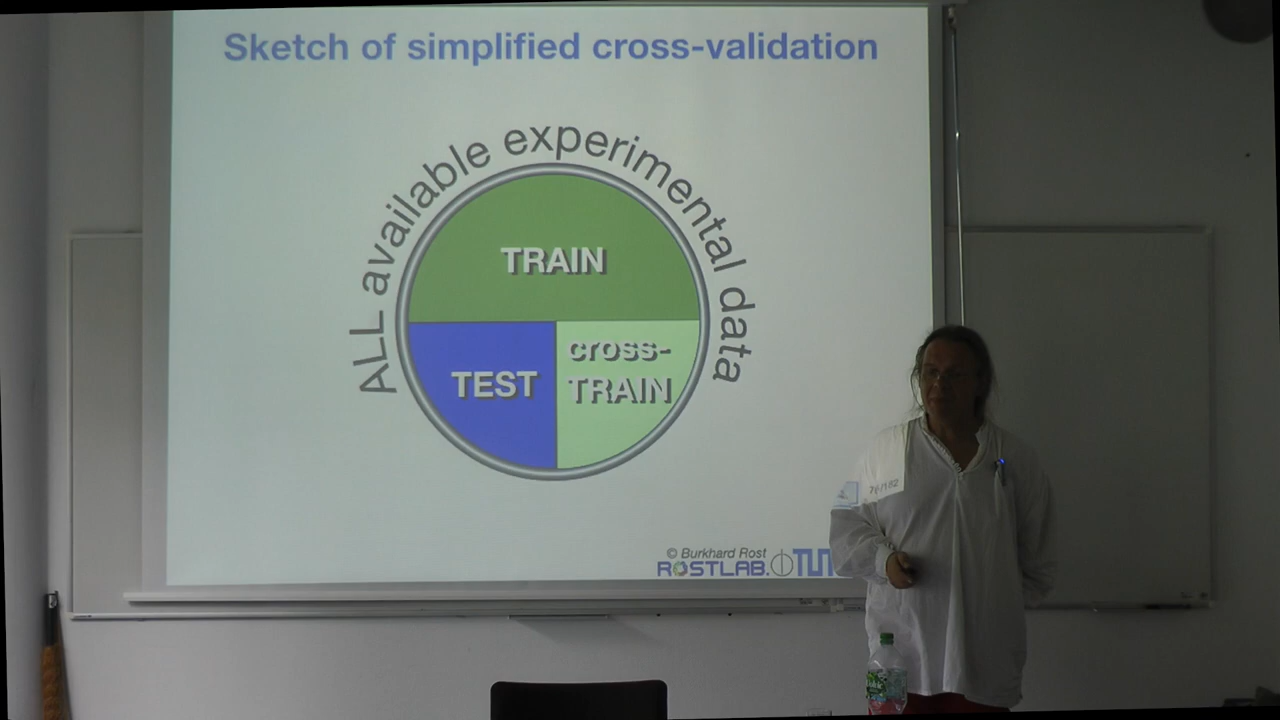 Sketch of simplified cross-validation
ALL available experimental data
TRAIN
cross-
TEST
TRAIN
© Burkhard Rost
ROSTLAB.